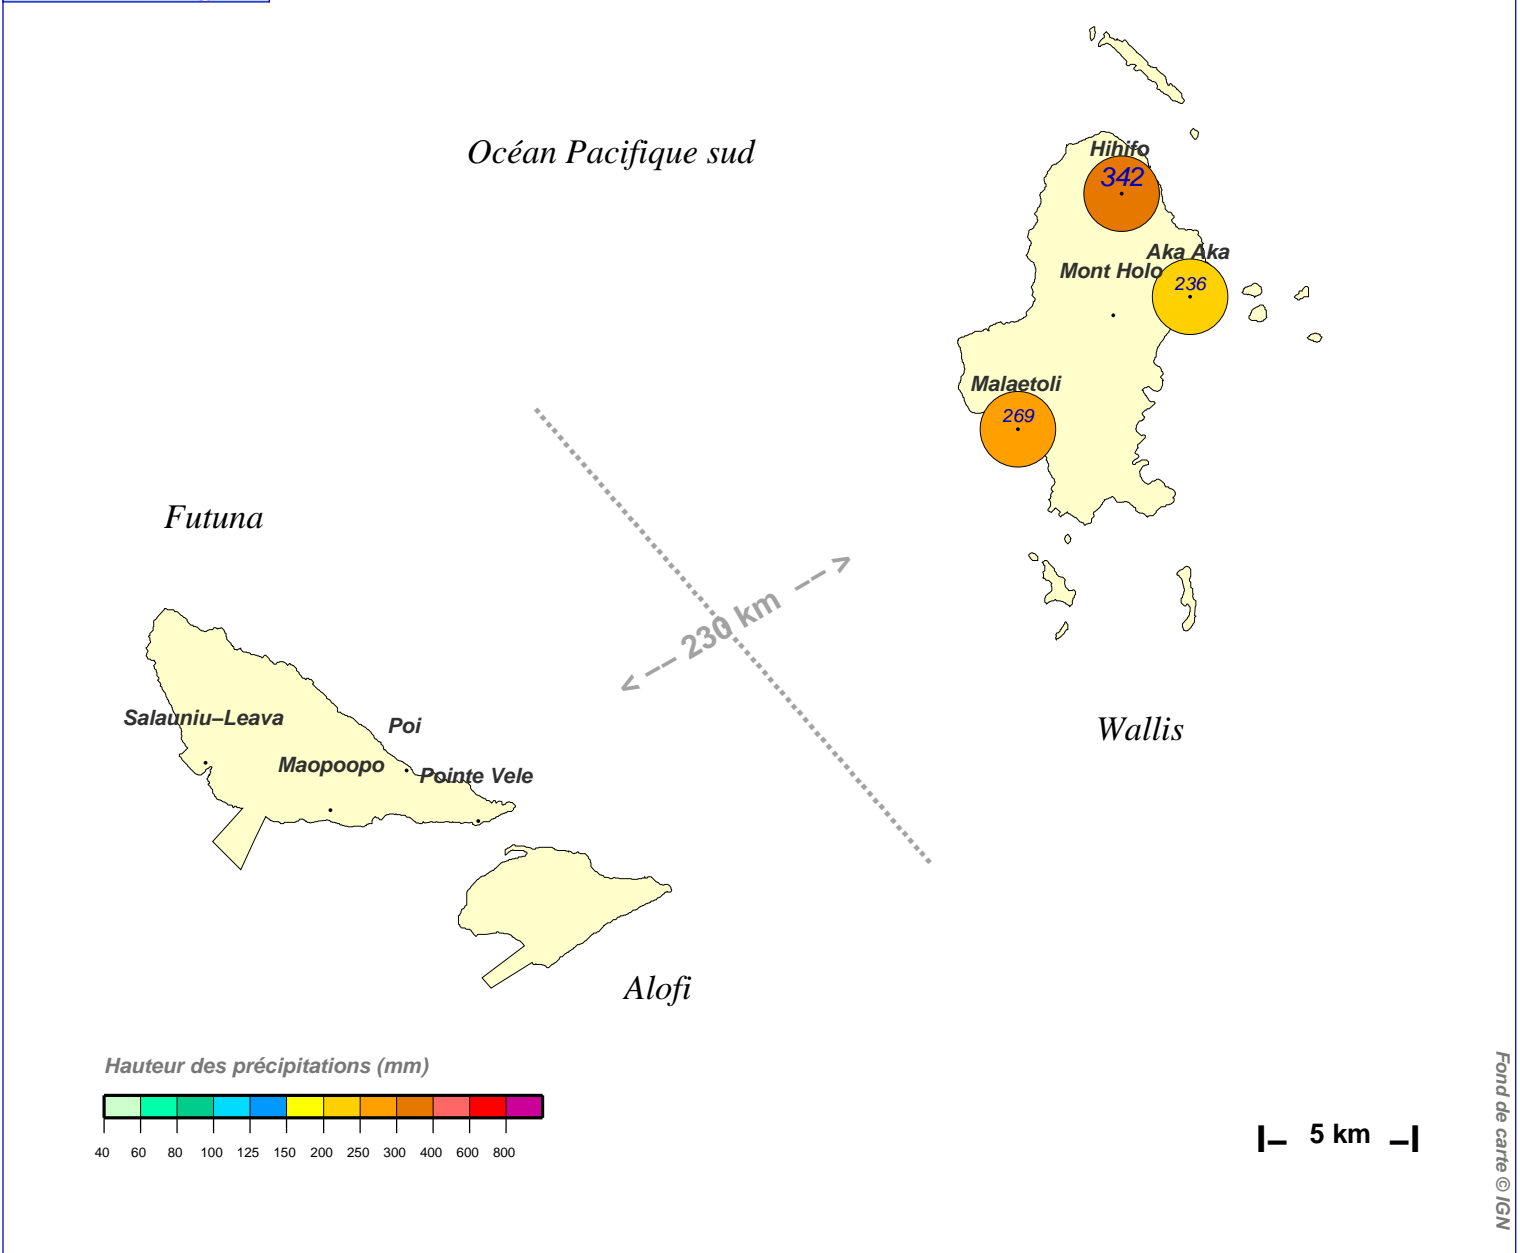 Océan Pacifique sud
Hihifo
342
Aka Aka
Mont Holo
236
Malaetoli
269
Futuna
230 km
Salauniu–Leava
Poi
Maopoopo
Pointe Vele
Wallis
Alofi
Hauteur des précipitations (mm)
40 60 80 100 125 150 200 250 300 400 600 800
5 km
Fond de carte © IGN